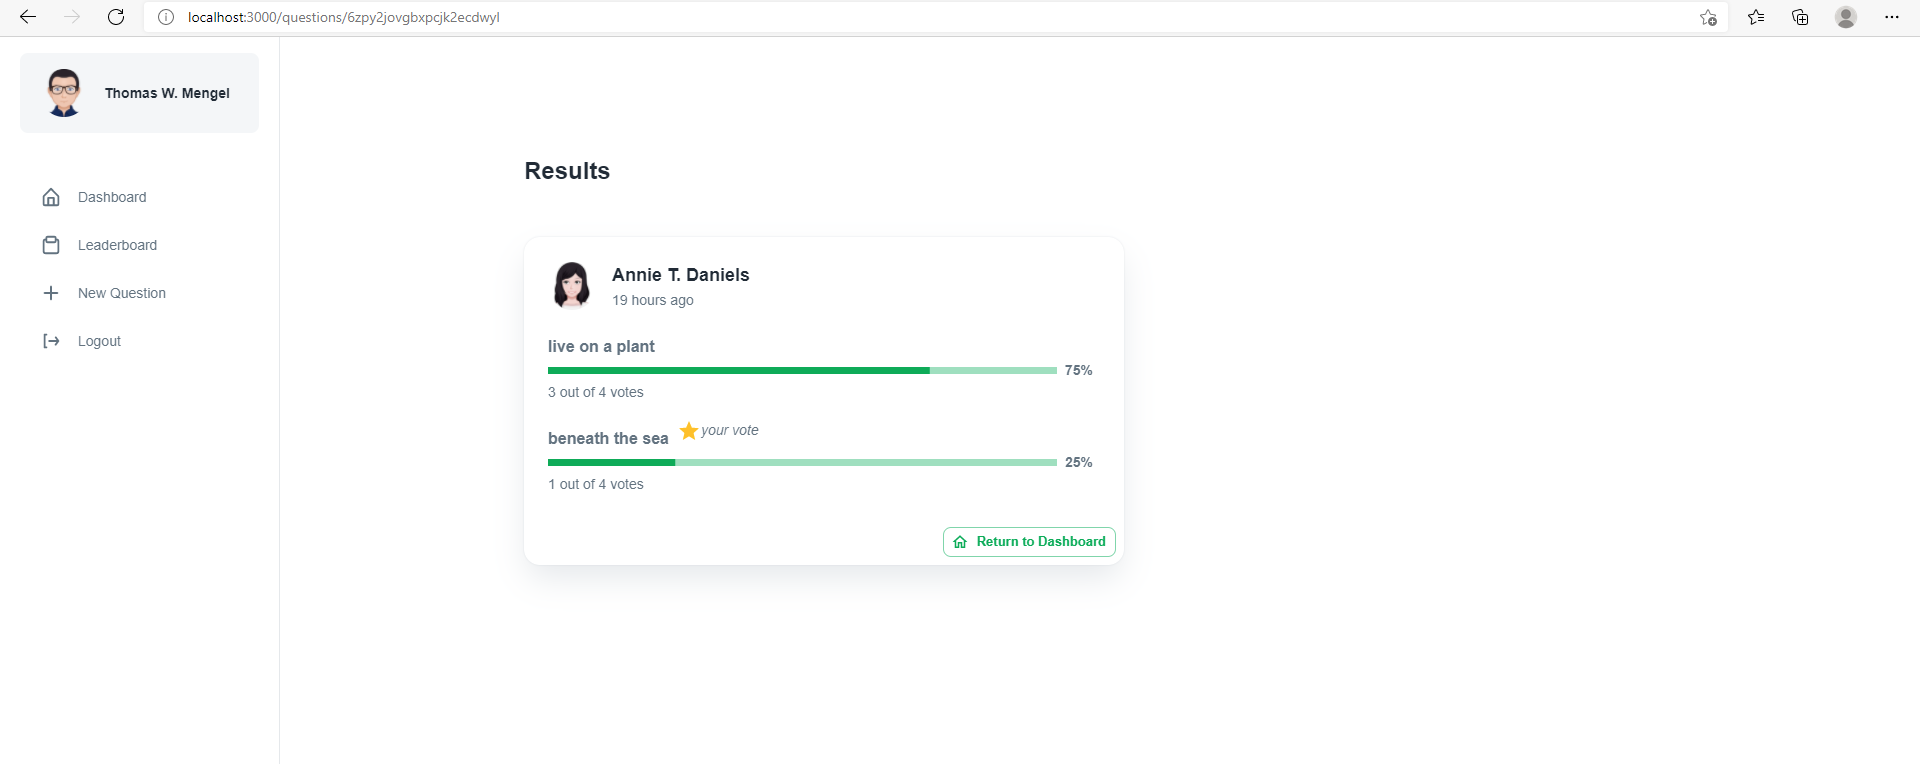 localhost:3000/questions/6zpy2jovgbxpcjk2ecdwyl
Thomas W. Mengel
Dashboard
Leaderboard
New Question
Logout
Results
Annie T. Daniels
19 hours ago
live on a plant
75%
3 out of 4 votes
beneath the sea your vote
25%
1 out of 4 votes
Return to Dashboard